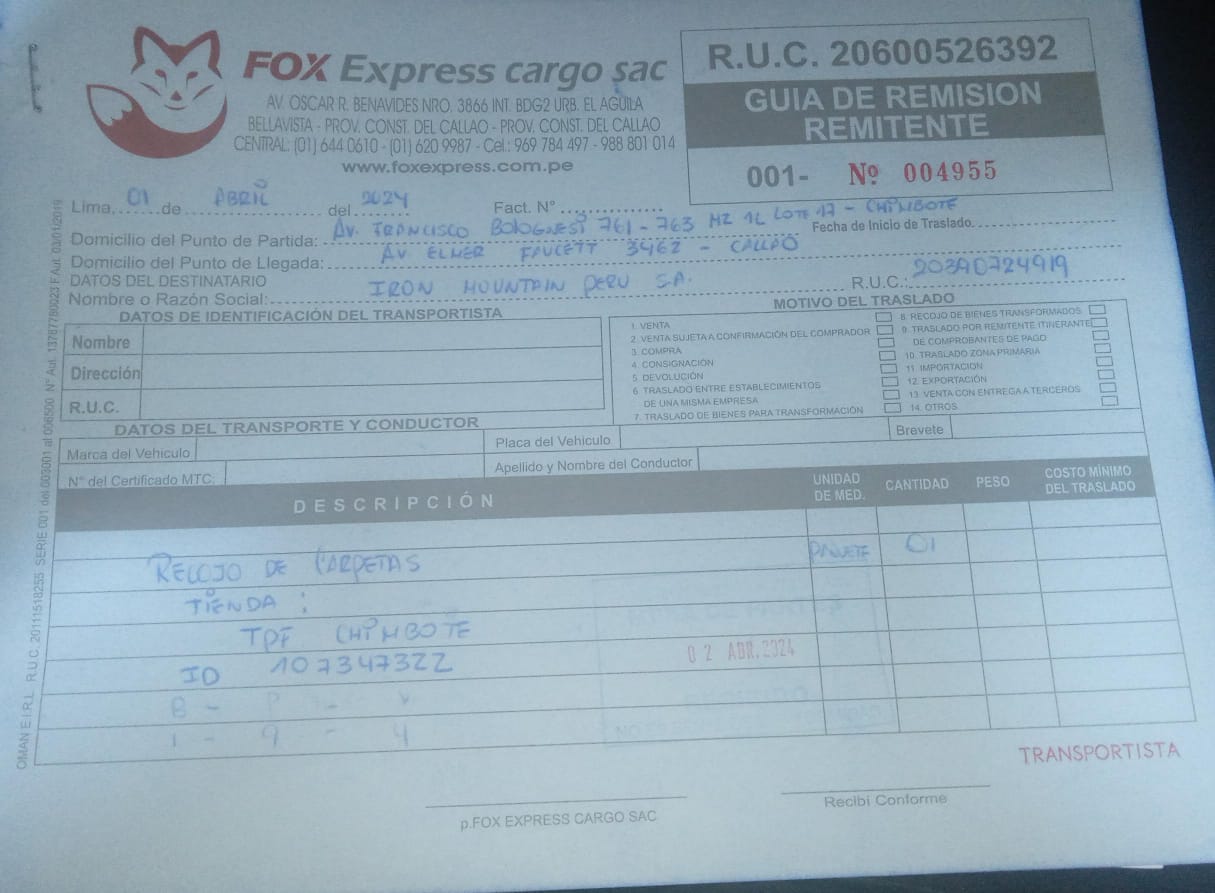 FOX Express cargo sac
AV. OSCAR R. BENAVIDES NRO. 3866 INT. BDG2 URB. EL AGUILA
BELLAVISTA - PROV. CONST. DEL CALLAO - PROV. CONST. DEL CALLAO
CENTRAL: (01) 644 0610 - (01) 620 9987 - Cel.: 969 784 497 - 988 801 014
www.foxexpress.com.pe
R.U.C. 20600526392
GUIA DE REMISION
REMITENTE
001- Nº 004955
Lima, 01 de ABRIL del 2024 Fact. N°
Domicilio del Punto de Partida: AV. FRANCISCO BOLOGNESI 761 - 763 MZ 1L LOTE 17 - CHIMBOTE Fecha de Inicio de Traslado.
Domicilio del Punto de Llegada: AV ELMER FAUCETT 3462 - CALLAO
DATOS DEL DESTINATARIO
Nombre o Razón Social: IRON MOUNTAIN PERU S.A. R.U.C.: 20390724919
DATOS DE IDENTIFICACIÓN DEL TRANSPORTISTA
Nombre
Dirección
R.U.C.
MOTIVO DEL TRASLADO
1. VENTA
2. VENTA SUJETA A CONFIRMACIÓN DEL COMPRADOR
3. COMPRA
4. CONSIGNACIÓN
5. DEVOLUCIÓN
6. TRASLADO ENTRE ESTABLECIMIENTOS
DE UNA MISMA EMPRESA
7. TRASLADO DE BIENES PARA TRANSFORMACIÓN
8. RECOJO DE BIENES TRANSFORMADOS
9. TRASLADO POR REMITENTE ITINERANTE
DE COMPROBANTES DE PAGO
10. TRASLADO ZONA PRIMARIA
11. IMPORTACION
12. EXPORTACIÓN
13. VENTA CON ENTREGA A TERCEROS
14. OTROS
DATOS DEL TRANSPORTE Y CONDUCTOR
Marca del Vehiculo
Placa del Vehiculo
Brevete
N° del Certificado MTC:
Apellido y Nombre del Conductor
DESCRIPCIÓN
UNIDAD
DE MED.
CANTIDAD
PESO
COSTO MÍNIMO
DEL TRASLADO
RECOJO DE CARPETAS PAQUETE 01
TIENDA :
TPF CHIMBOTE
ID 107347322
02 ABR. 2024
B - P - V
1 - 9 - 4
TRANSPORTISTA
p.FOX EXPRESS CARGO SAC
Recibi Conforme